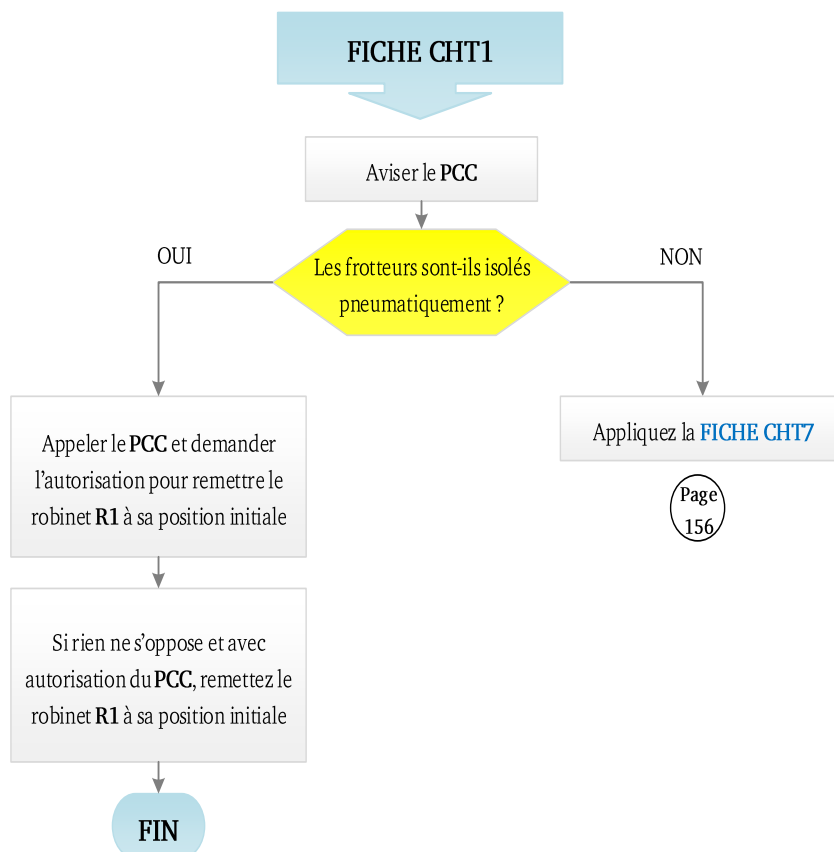 FICHE CHT1
Aviser le PCC
OUI
Les frotteurs sont-ils isolés
pneumatiquement ?
NON
Appeler le PCC et demander
l'autorisation pour remettre le
robinet R1 à sa position initiale
Appliquez la FICHE CHT7
Page
156
Si rien ne s'oppose et avec
autorisation du PCC, remettez le
robinet R1 à sa position initiale
FIN